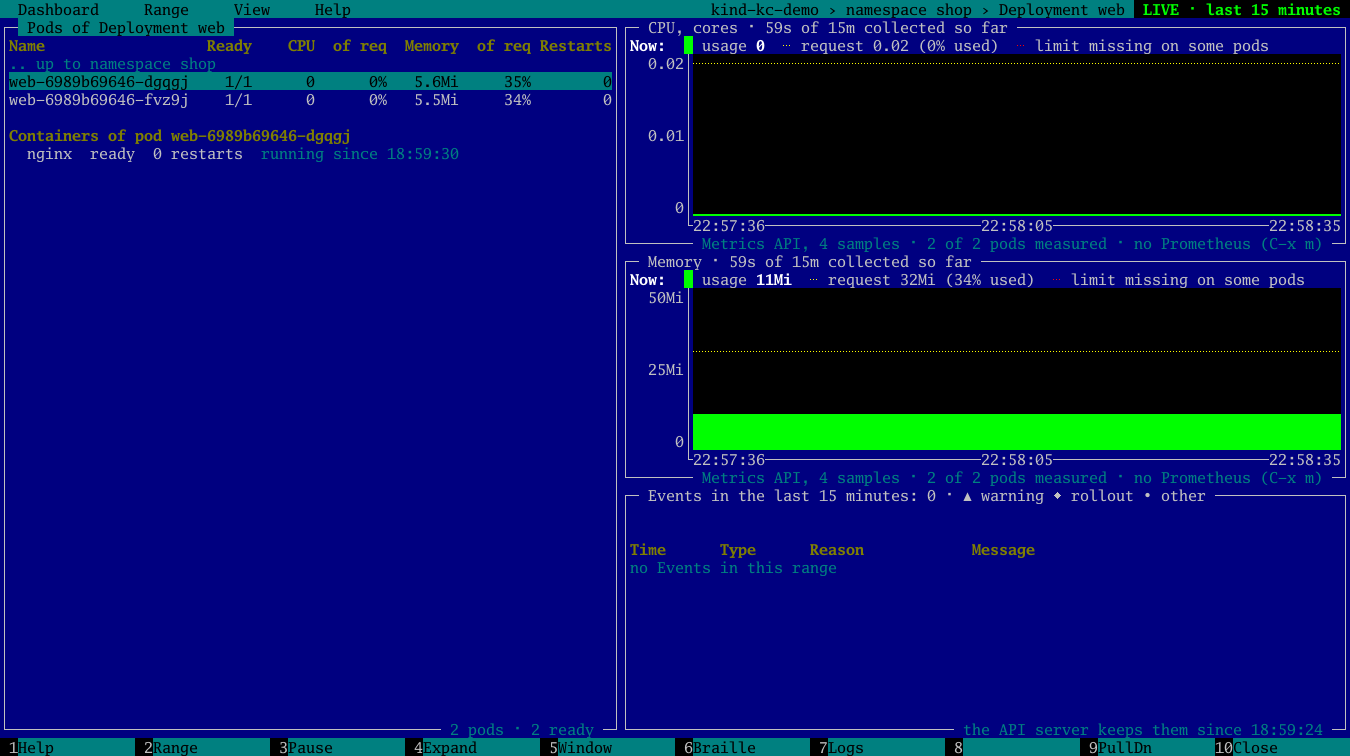 Dashboard Range View Help kind-kc-demo › namespace shop › Deployment web LIVE · last 15 minutes
Pods of Deployment web
Name Ready CPU of req Memory of req Restarts
.. up to namespace shop
web-6989b69646-dgqgj 1/1 0 0% 5.6Mi 35% 0
web-6989b69646-fvz9j 1/1 0 0% 5.5Mi 34% 0
Containers of pod web-6989b69646-dgqgj
nginx ready 0 restarts running since 18:59:30
2 pods · 2 ready
CPU, cores · 59s of 15m collected so far
Now: usage 0 ┈ request 0.02 (0% used) ┈ limit missing on some pods
0.02
0.01
0
22:57:36 22:58:05 22:58:35
Metrics API, 4 samples · 2 of 2 pods measured · no Prometheus (C-x m)
Memory · 59s of 15m collected so far
Now: usage 11Mi ┈ request 32Mi (34% used) ┈ limit missing on some pods
50Mi
25Mi
0
22:57:36 22:58:05 22:58:35
Metrics API, 4 samples · 2 of 2 pods measured · no Prometheus (C-x m)
Events in the last 15 minutes: 0 · ▲ warning ◆ rollout • other
Time Type Reason Message
no Events in this range
the API server keeps them since 18:59:24
1Help 2Range 3Pause 4Expand 5Window 6Braille 7Logs 8 9PullDn 10Close